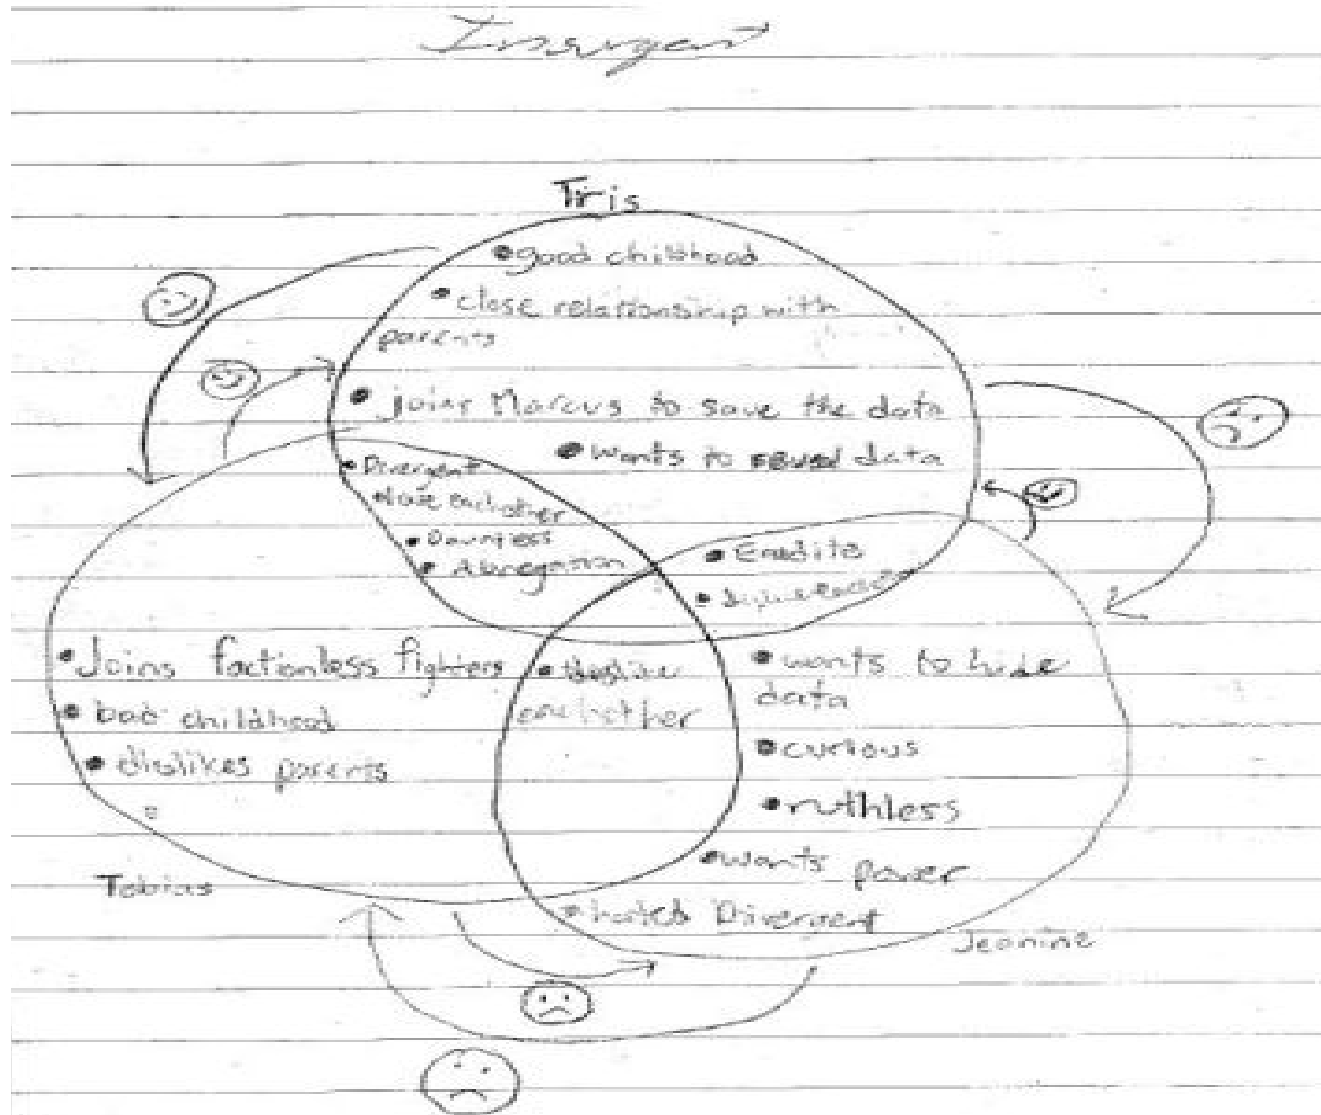 Insurgent
Tris
• good childhood
• close relationship with
parents
• joins Marcus to save the data
• wants to data
• Divergent
• love each other
• Dauntless
• Abnegation
• Erudite
•
• Joins factionless fighters
• bad childhood
• dislikes parents
• dislike
each other
• wants to hide
data
• curious
• ruthless
• wants power
• hated Divergent
Tobias
Jeanine